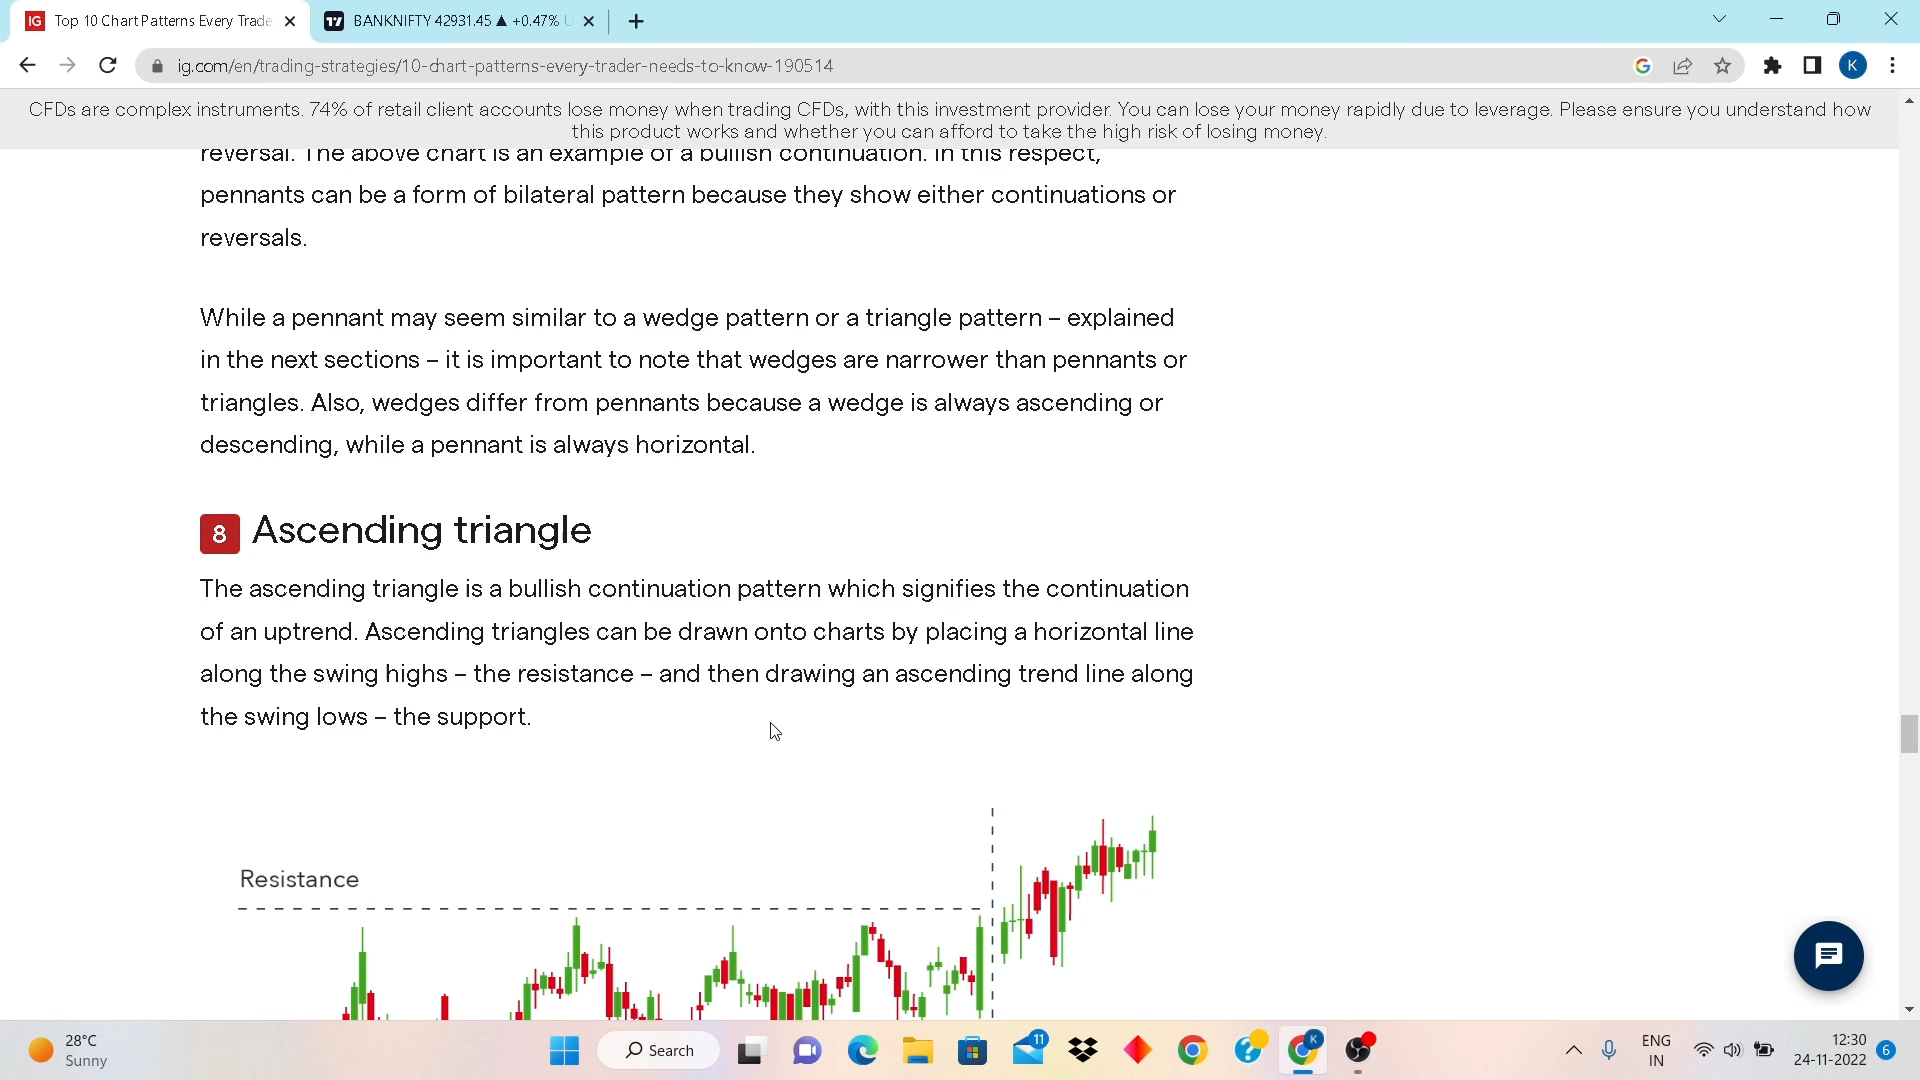 IG Top 10 Chart Patterns Every Trade
BANKNIFTY 42931.45 ▲ +0.47%
ig.com/en/trading-strategies/10-chart-patterns-every-trader-needs-to-know-190514
K
CFDs are complex instruments. 74% of retail client accounts lose money when trading CFDs, with this investment provider. You can lose your money rapidly due to leverage. Please ensure you understand how
this product works and whether you can afford to take the high risk of losing money.
reversal. The above chart is an example of a bullish continuation. In this respect,
pennants can be a form of bilateral pattern because they show either continuations or
reversals.
While a pennant may seem similar to a wedge pattern or a triangle pattern – explained
in the next sections – it is important to note that wedges are narrower than pennants or
triangles. Also, wedges differ from pennants because a wedge is always ascending or
descending, while a pennant is always horizontal.
8 Ascending triangle
The ascending triangle is a bullish continuation pattern which signifies the continuation
of an uptrend. Ascending triangles can be drawn onto charts by placing a horizontal line
along the swing highs – the resistance – and then drawing an ascending trend line along
the swing lows – the support.
Resistance
28°C
Sunny
Search
11
K
ENG
IN
12:30
24-11-2022
6